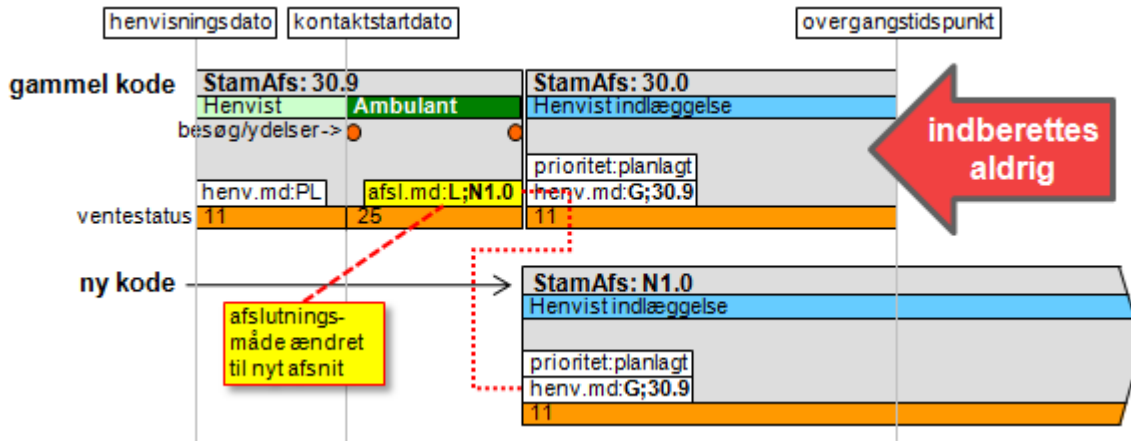 henvisningsdato
kontaktstartdato
overgangstidspunkt
gammel kode
StamAfs: 30.9
StamAfs: 30.0
Henvist
Ambulant
Henvist indlæggelse
besøg/ydelser->
indberettes
aldrig
prioritet:planlagt
henv.md:PL
afsl.md:L;N1.0
henv.md:G;30.9
ventestatus
11
25
11
ny kode
StamAfs: N1.0
Henvist indlæggelse
afslutnings-
måde ændret
til nyt afsnit
prioritet:planlagt
henv.md:G;30.9
11